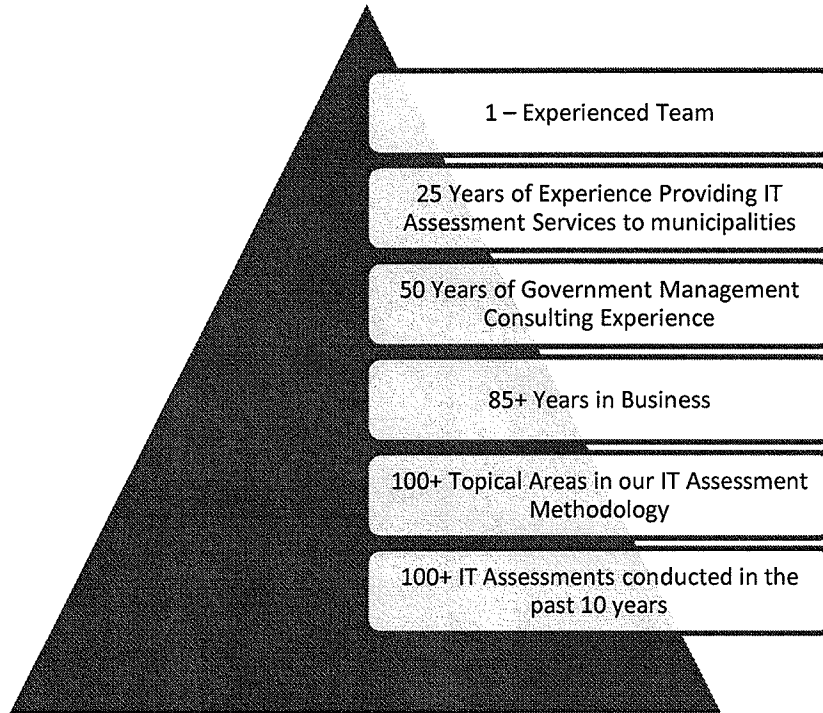 1 – Experienced Team
25 Years of Experience Providing IT
Assessment Services to municipalities
50 Years of Government Management
Consulting Experience
85+ Years in Business
100+ Topical Areas in our IT Assessment
Methodology
100+ IT Assessments conducted in the
past 10 years